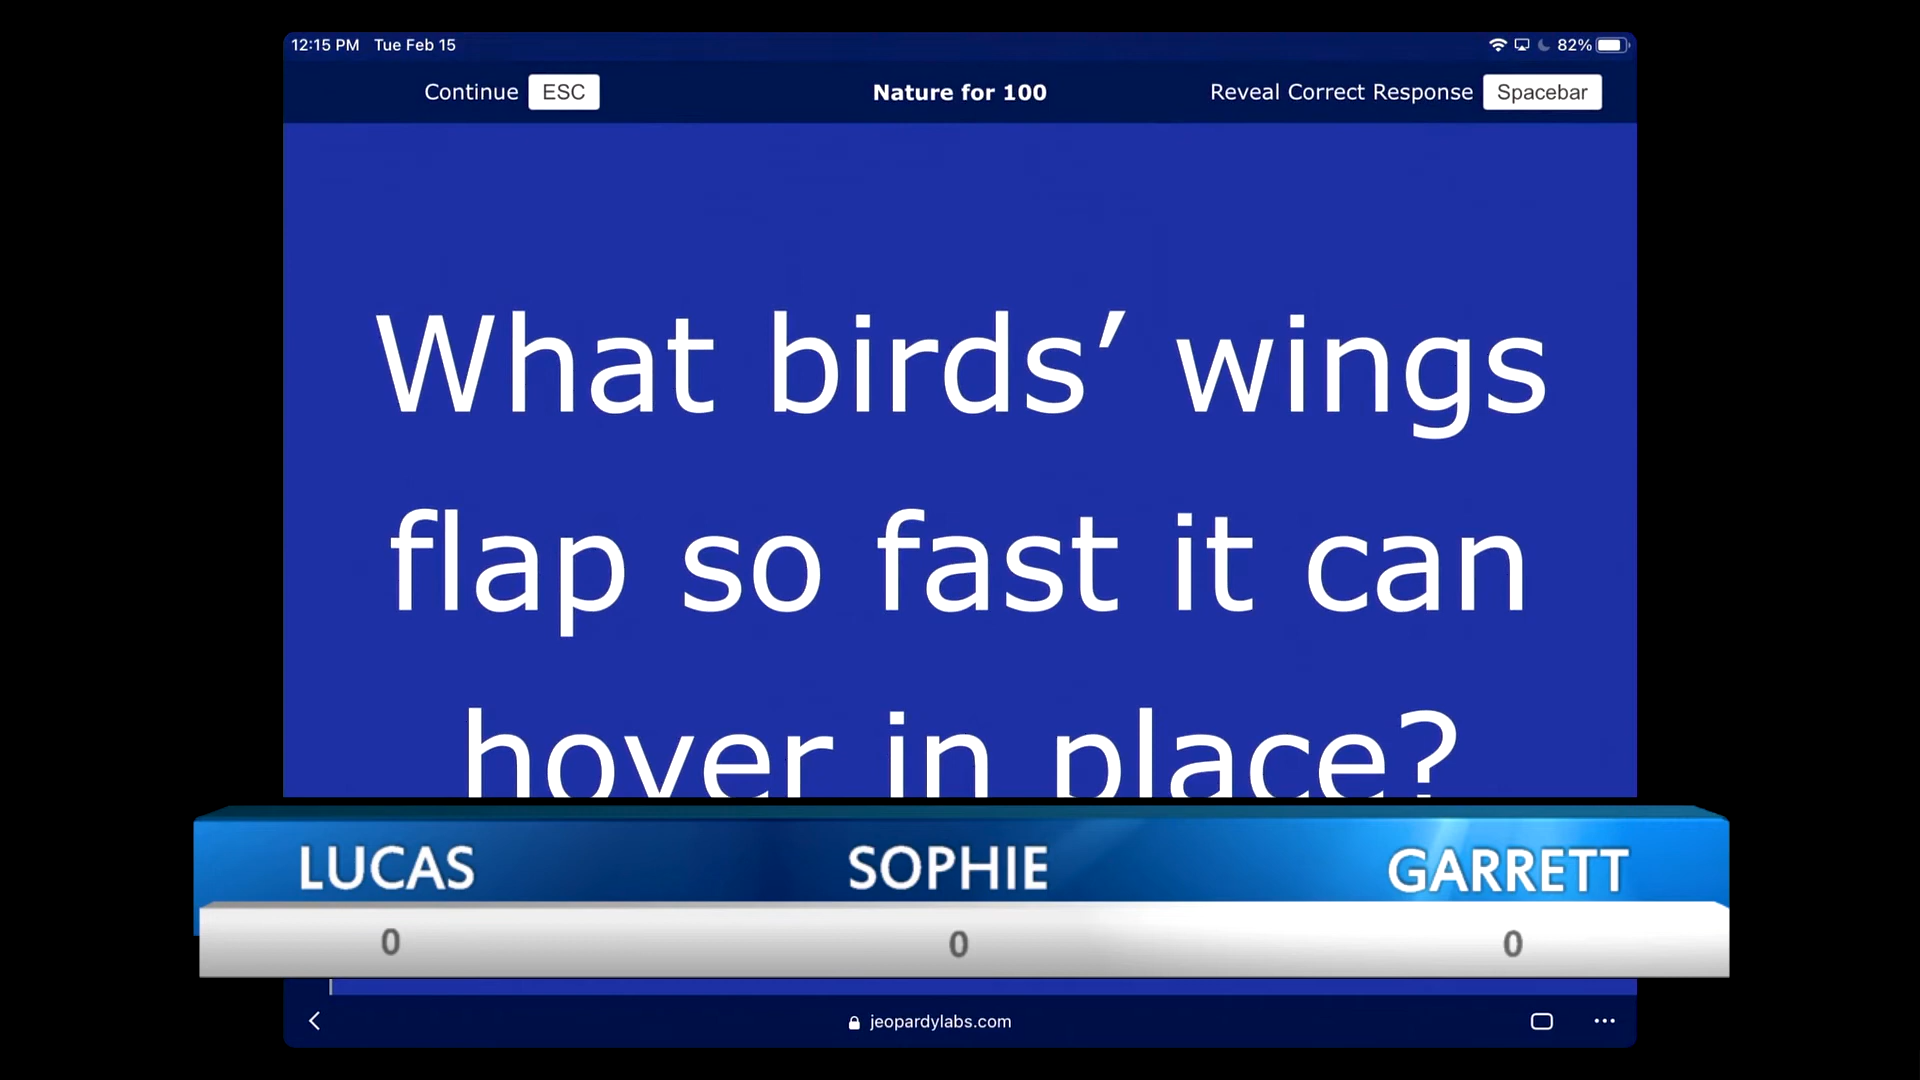 12:15 PM Tue Feb 15 82%
Continue ESC Nature for 100 Reveal Correct Response Spacebar
What birds’ wings
flap so fast it can
hover in place?
LUCAS SOPHIE GARRETT
0 0 0
jeopardylabs.com